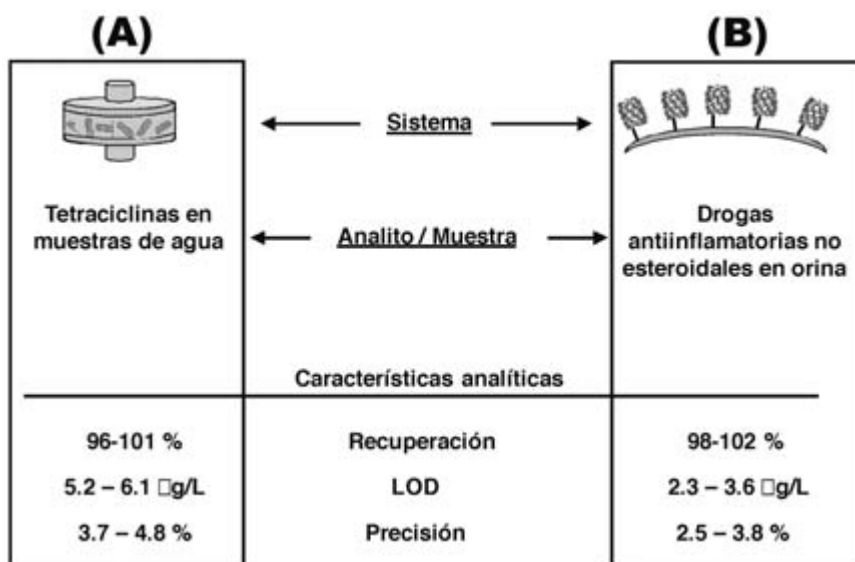 (A) (B)
Sistema
Tetraciclinas en
muestras de agua
Analito / Muestra
Drogas
antiinflamatorias no
esteroidales en orina
Características analíticas
96-101 % Recuperación 98-102 %
5.2 – 6.1 □g/L LOD 2.3 – 3.6 □g/L
3.7 – 4.8 % Precisión 2.5 – 3.8 %